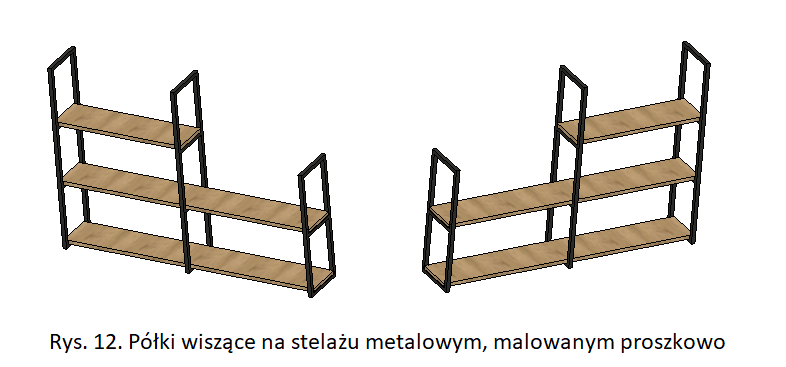 Rys. 12. Półki wiszące na stelażu metalowym, malowanym proszkowo